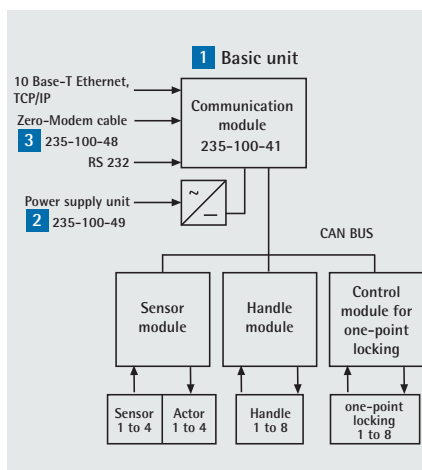 1 Basic unit
10 Base-T Ethernet,
TCP/IP
Zero-Modem cable
3 235-100-48
RS 232
Communication
module
235-100-41
~
–
Power supply unit
2 235-100-49
CAN BUS
Sensor
module
Handle
module
Control
module for
one-point
locking
Sensor
1 to 4
Actor
1 to 4
Handle
1 to 8
one-point
locking
1 to 8